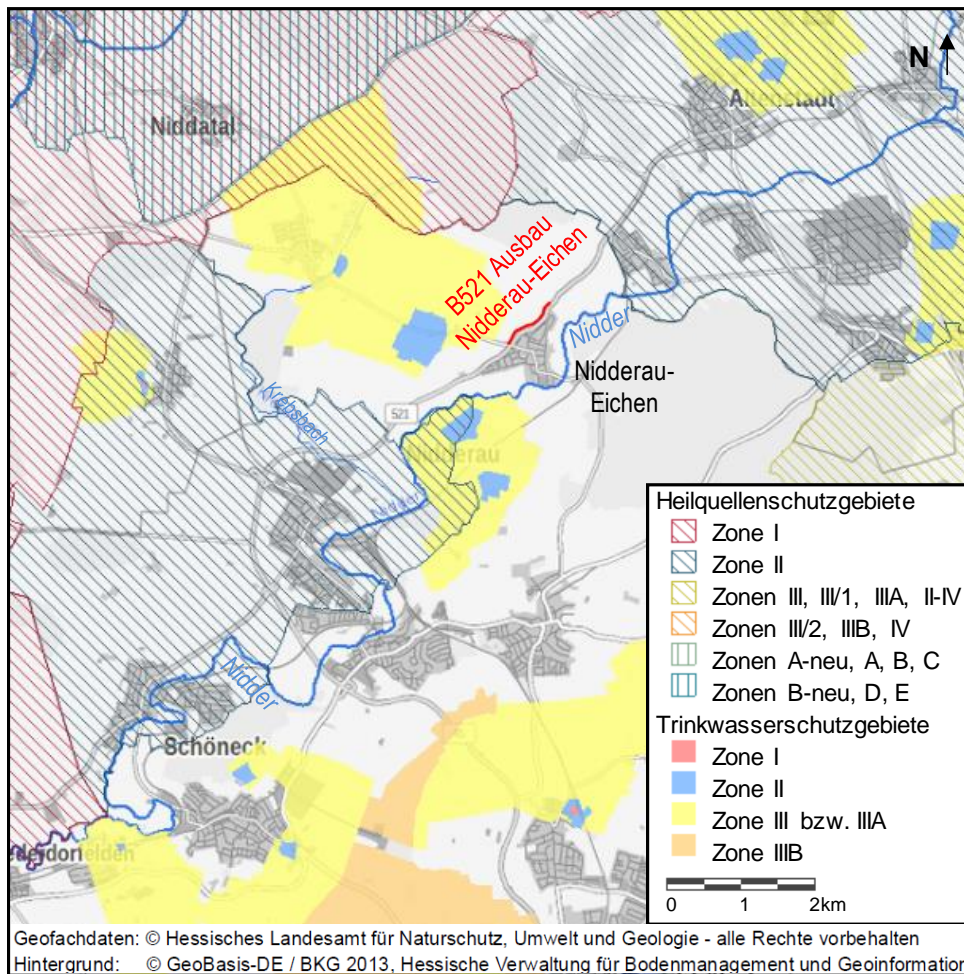 N
Niddatal
Altenstadt
B521 Ausbau
Nidderau-Eichen
Nidder
Nidderau-
Eichen
Krebsbach
521
Nidderau
Nidder
Nidder
Schöneck
Heilquellenschutzgebiete
Zone I
Zone II
Zonen III, III/1, IIIA, II-IV
Zonen III/2, IIIB, IV
Zonen A-neu, A, B, C
Zonen B-neu, D, E
Trinkwasserschutzgebiete
Zone I
Zone II
Zone III bzw. IIIA
Zone IIIB
0 1 2km
Geofachdaten: © Hessisches Landesamt für Naturschutz, Umwelt und Geologie - alle Rechte vorbehalten
Hintergrund: © GeoBasis-DE / BKG 2013, Hessische Verwaltung für Bodenmanagement und Geoinformation